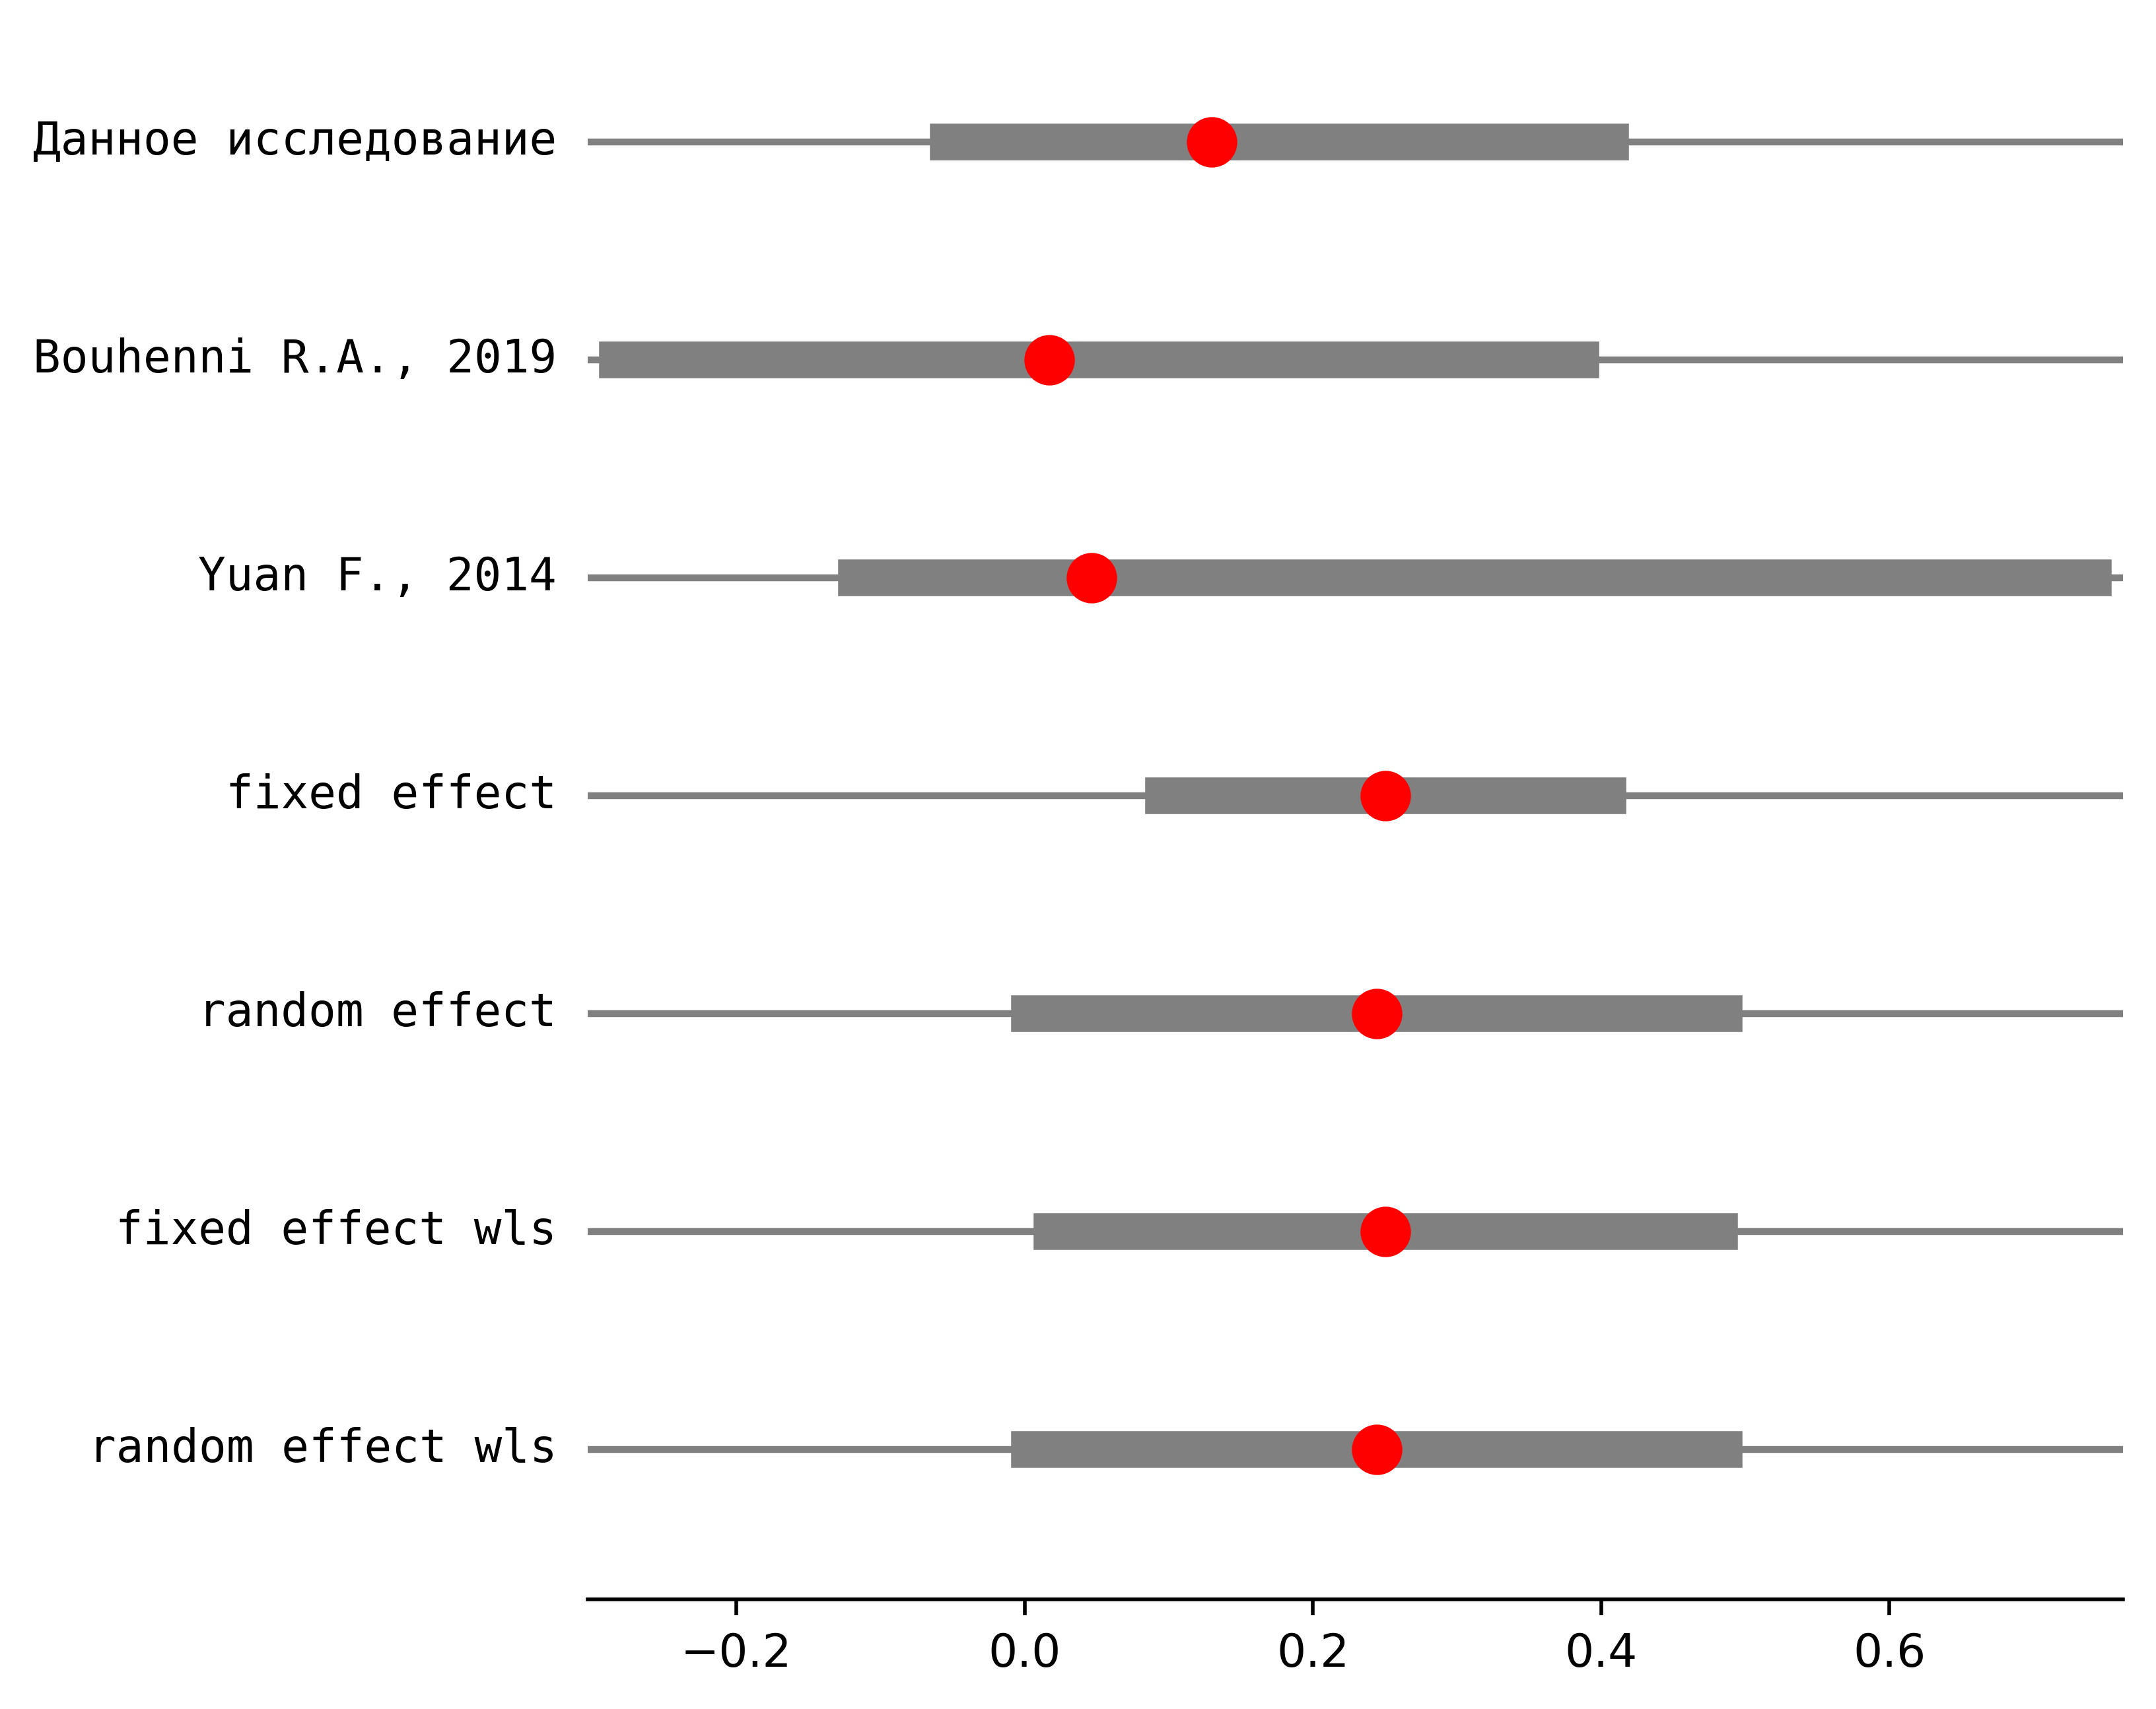 Данное исследование
Bouhenni R.A., 2019
Yuan F., 2014
fixed effect
random effect
fixed effect wls
random effect wls
−0.2 0.0 0.2 0.4 0.6